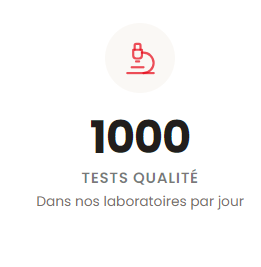 1000
TESTS QUALITÉ
Dans nos laboratoires par jour